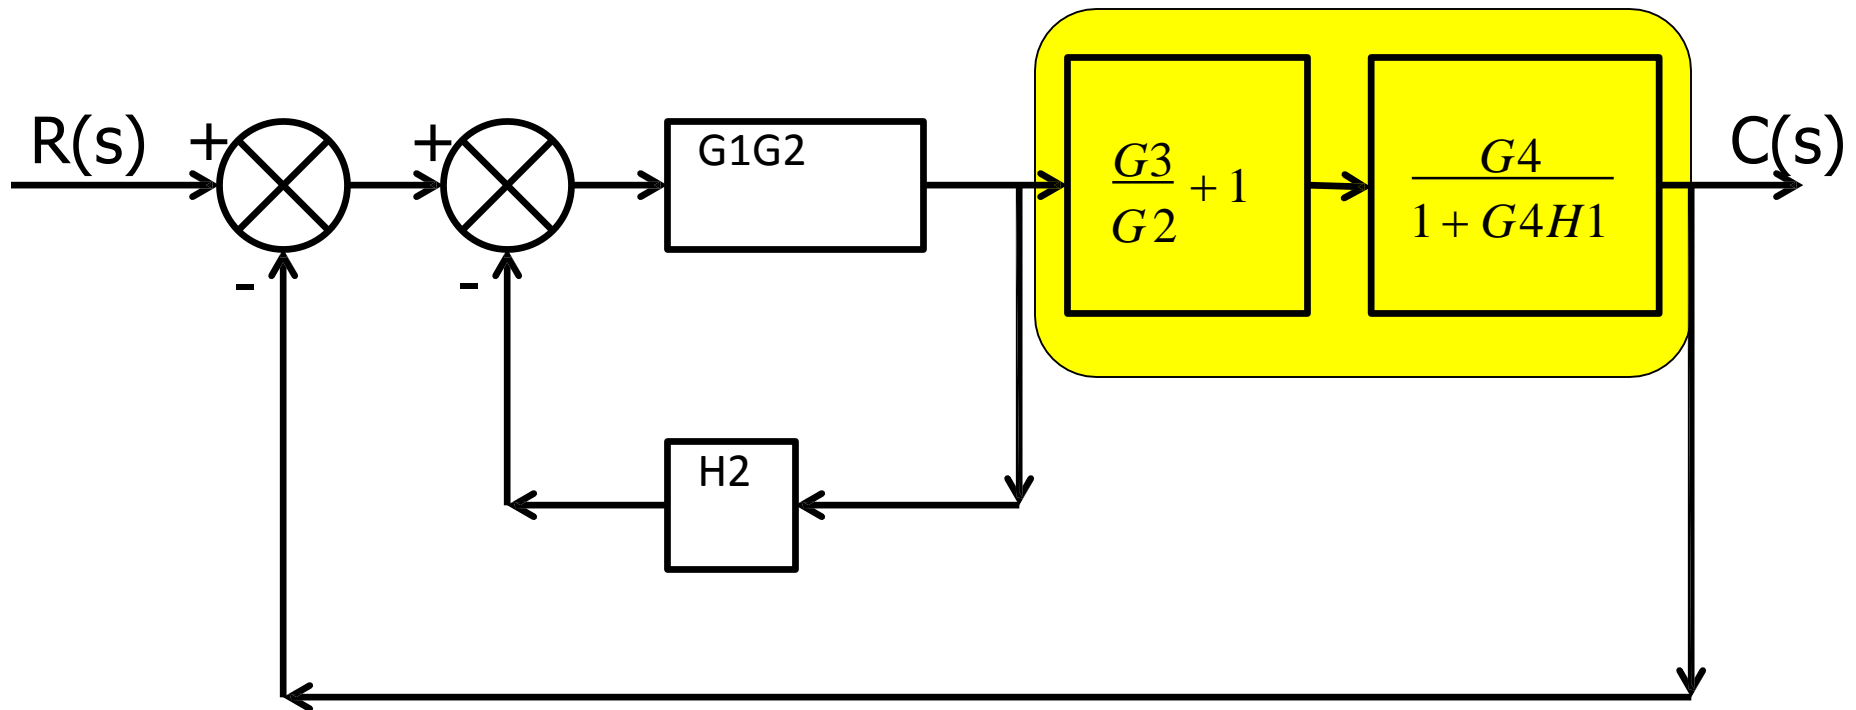 R(s)
+
-
+
-
G1G2
H2
G3
G2
+ 1
G4
1 + G4H1
C(s)